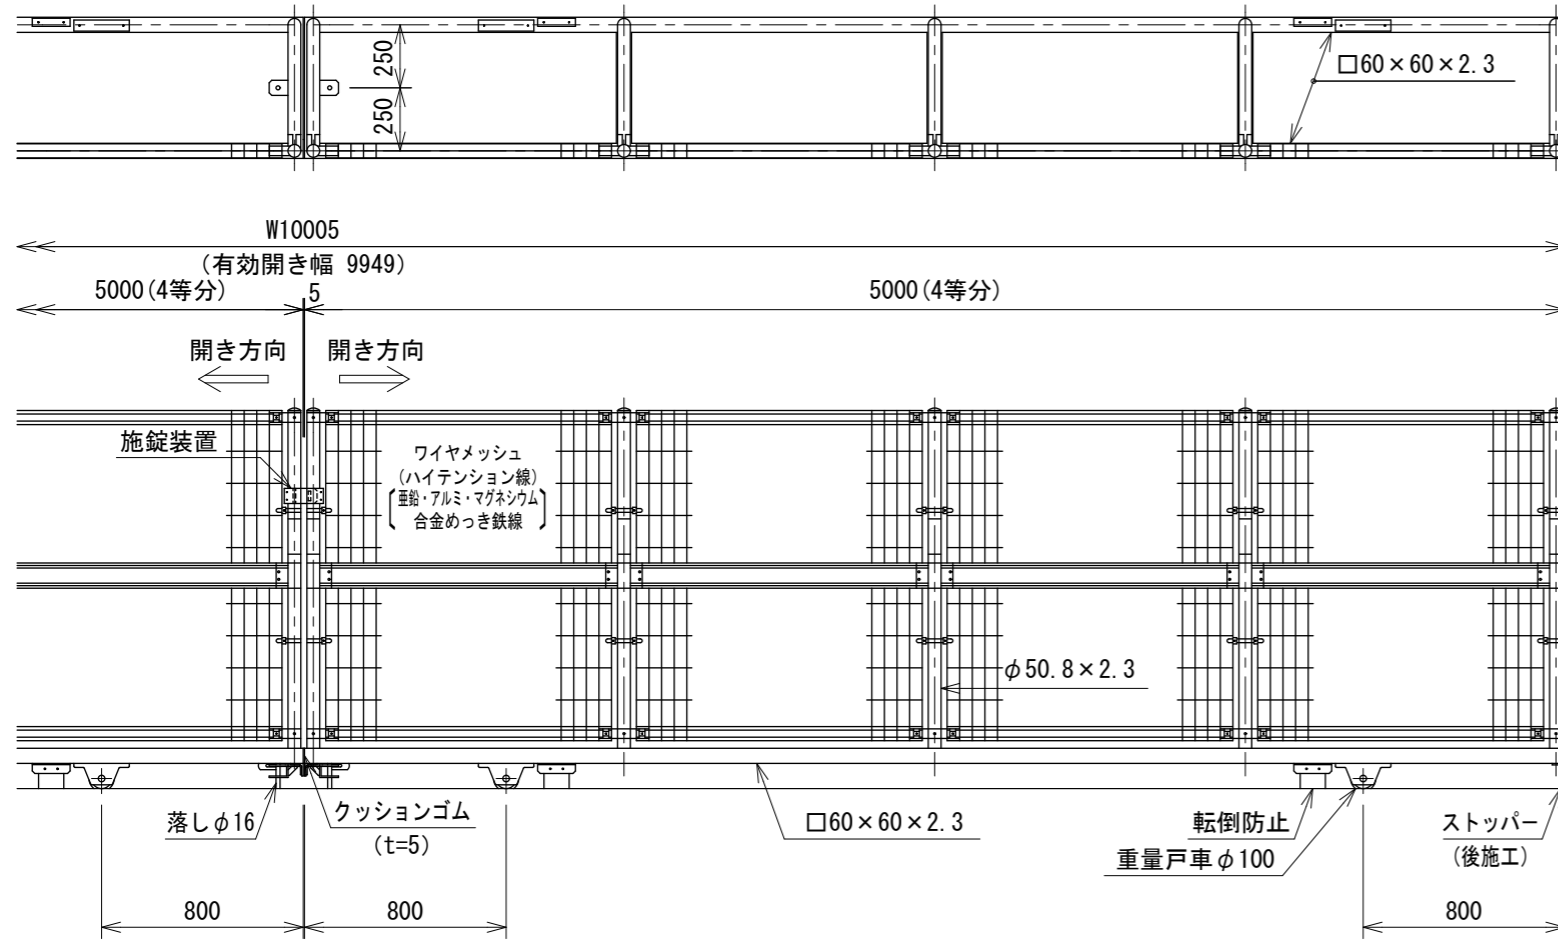 250
250
□60×60×2.3
W10005
(有効開き幅 9949)
5000(4等分)
5
5000(4等分)
開き方向
開き方向
施錠装置
ワイヤメッシュ
(ハイテンション線)
亜鉛・アルミ・マグネシウム
合金めっき鉄線
φ50.8×2.3
落しφ16
クッションゴム
(t=5)
□60×60×2.3
転倒防止
重量戸車φ100
ストッパー
(後施工)
800
800
800